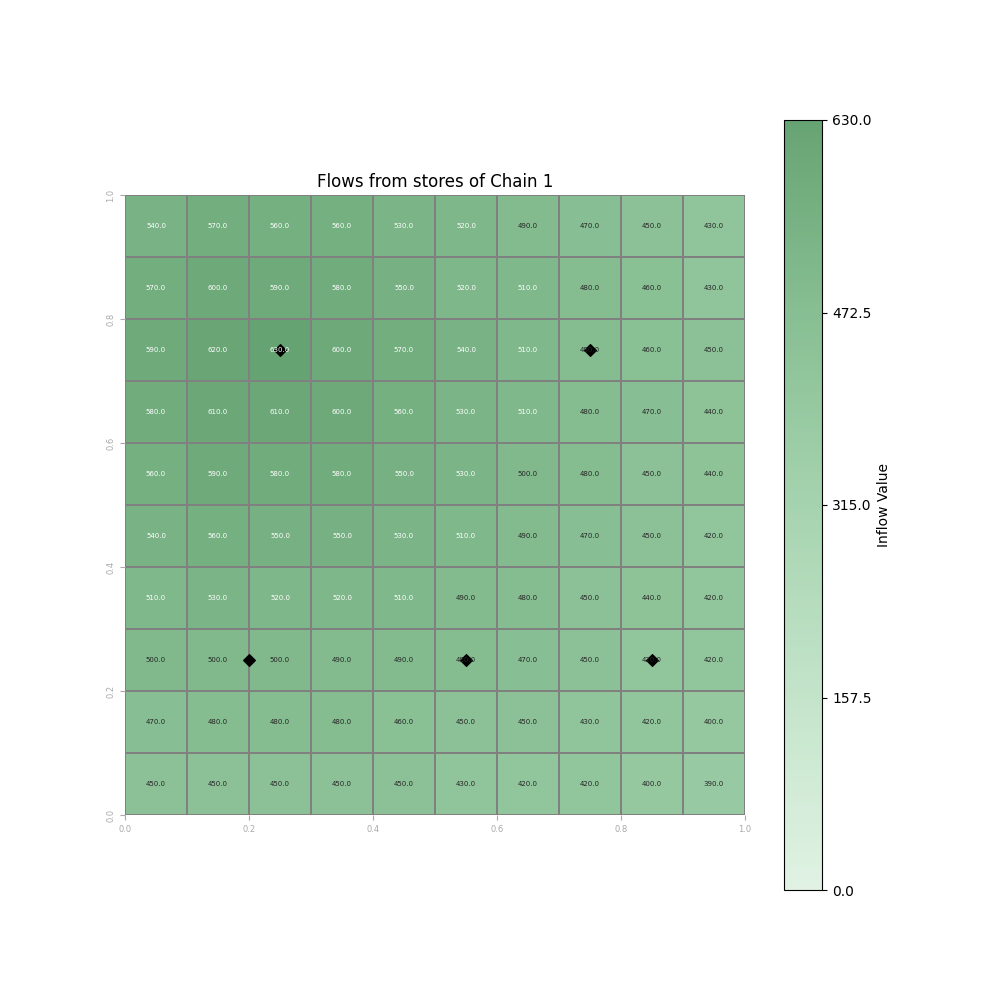 Flows from stores of Chain 1
1.0 540.0 570.0 560.0 560.0 530.0 520.0 490.0 470.0 450.0 430.0
570.0 600.0 590.0 580.0 550.0 520.0 510.0 480.0 460.0 430.0
0.8
590.0 620.0 630.0 600.0 570.0 540.0 510.0 460.0 450.0
580.0 610.0 610.0 600.0 560.0 530.0 510.0 480.0 470.0 440.0
0.6
560.0 590.0 580.0 580.0 550.0 530.0 500.0 480.0 450.0 440.0
540.0 560.0 550.0 550.0 530.0 510.0 490.0 470.0 450.0 420.0
0.4
510.0 530.0 520.0 520.0 510.0 490.0 480.0 450.0 440.0 420.0
500.0 500.0 500.0 490.0 490.0 470.0 450.0 420.0
0.2
470.0 480.0 480.0 480.0 460.0 450.0 450.0 430.0 420.0 400.0
450.0 450.0 450.0 450.0 450.0 430.0 420.0 420.0 400.0 390.0
0.0
0.0 0.2 0.4 0.6 0.8 1.0
630.0
472.5
315.0
157.5
0.0
Inflow Value